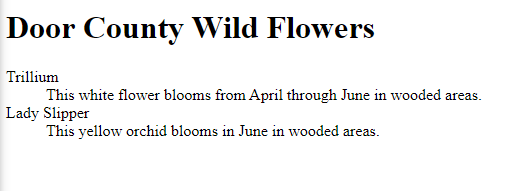 Door County Wild Flowers
Trillium
This white flower blooms from April through June in wooded areas.
Lady Slipper
This yellow orchid blooms in June in wooded areas.